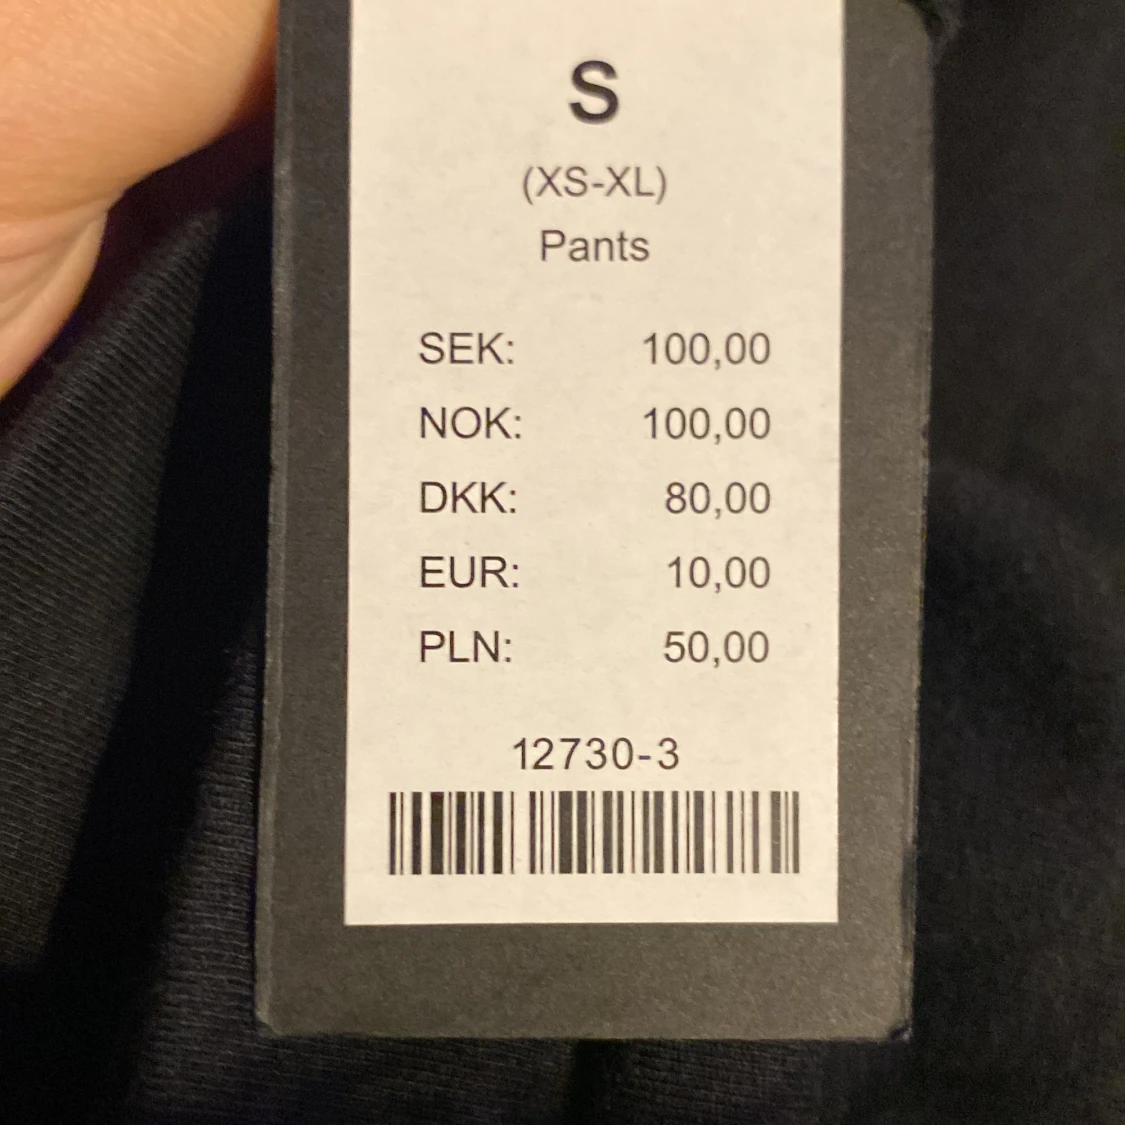 S
(XS-XL)
Pants
SEK: 100,00
NOK: 100,00
DKK: 80,00
EUR: 10,00
PLN: 50,00
12730-3